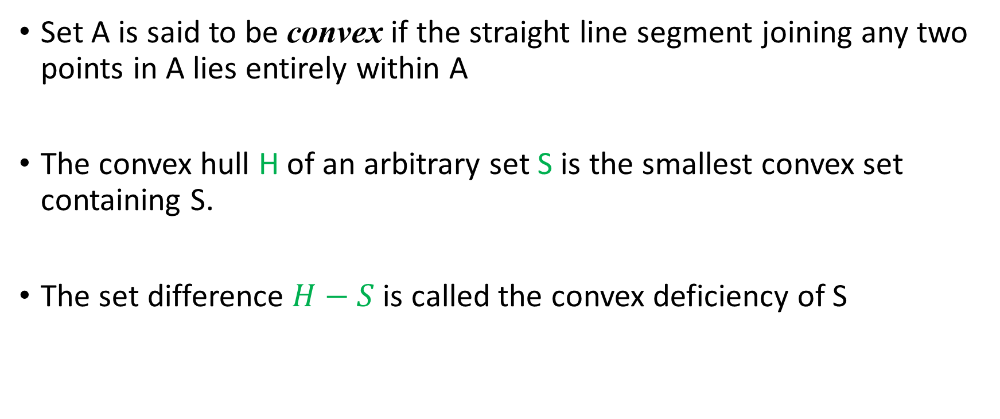 • Set A is said to be convex if the straight line segment joining any two
points in A lies entirely within A
• The convex hull H of an arbitrary set S is the smallest convex set
containing S.
• The set difference H − S is called the convex deficiency of S